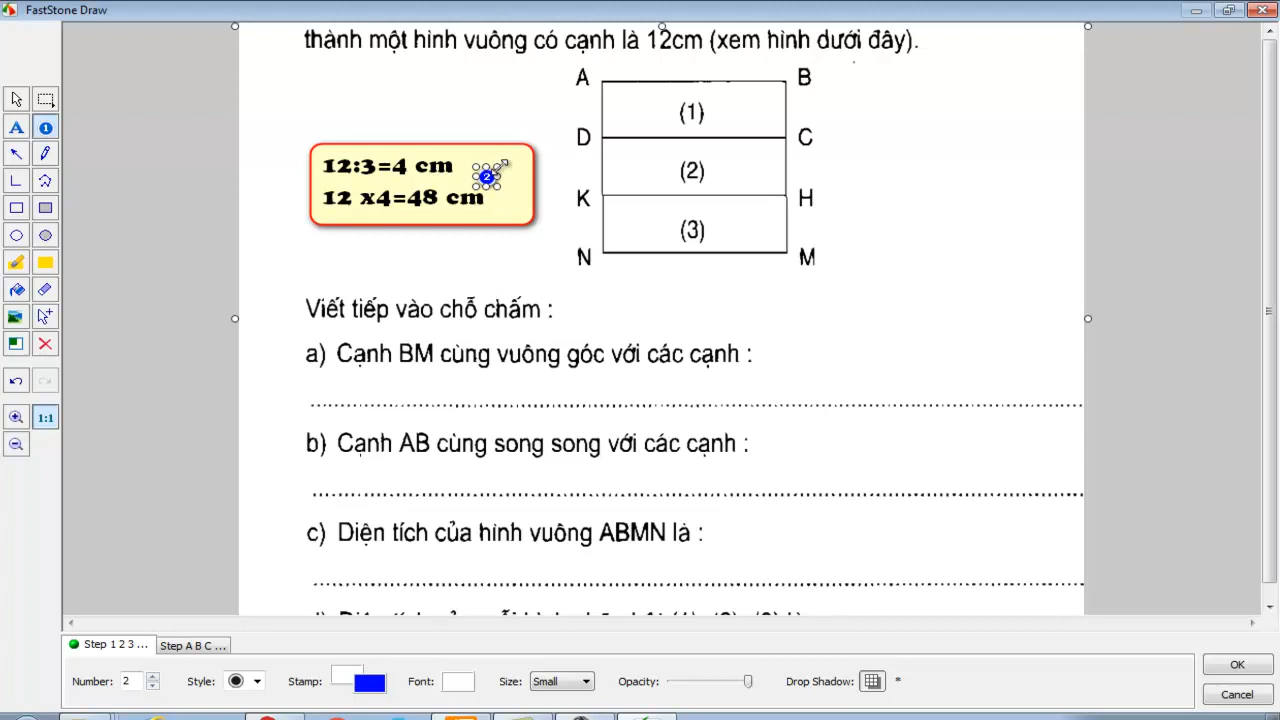 FastStone Draw
thành một hình vuông có cạnh là 12cm (xem hình dưới đây).
A
B
(1)
D
C
12:3=4 cm
2
(2)
12 x4=48 cm
K
H
(3)
N
M
Viết tiếp vào chỗ chấm :
a) Cạnh BM cùng vuông góc với các cạnh :
b) Cạnh AB cùng song song với các cạnh :
c) Diện tích của hình vuông ABMN là :
A
1
1:1
Step 1 2 3 ...
Step A B C ...
Number: 2
Style:
Stamp:
Font:
Size: Small
Opacity:
Drop Shadow:
*
OK
Cancel